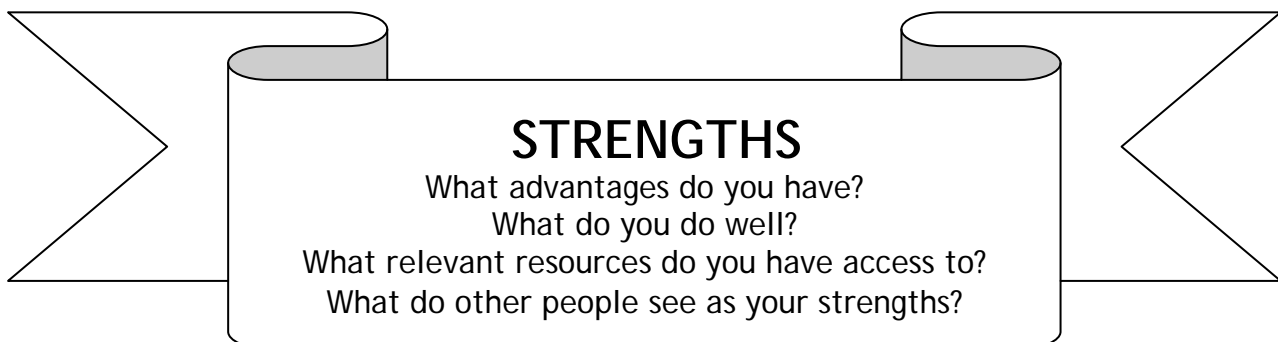 STRENGTHS
What advantages do you have?
What do you do well?
What relevant resources do you have access to?
What do other people see as your strengths?